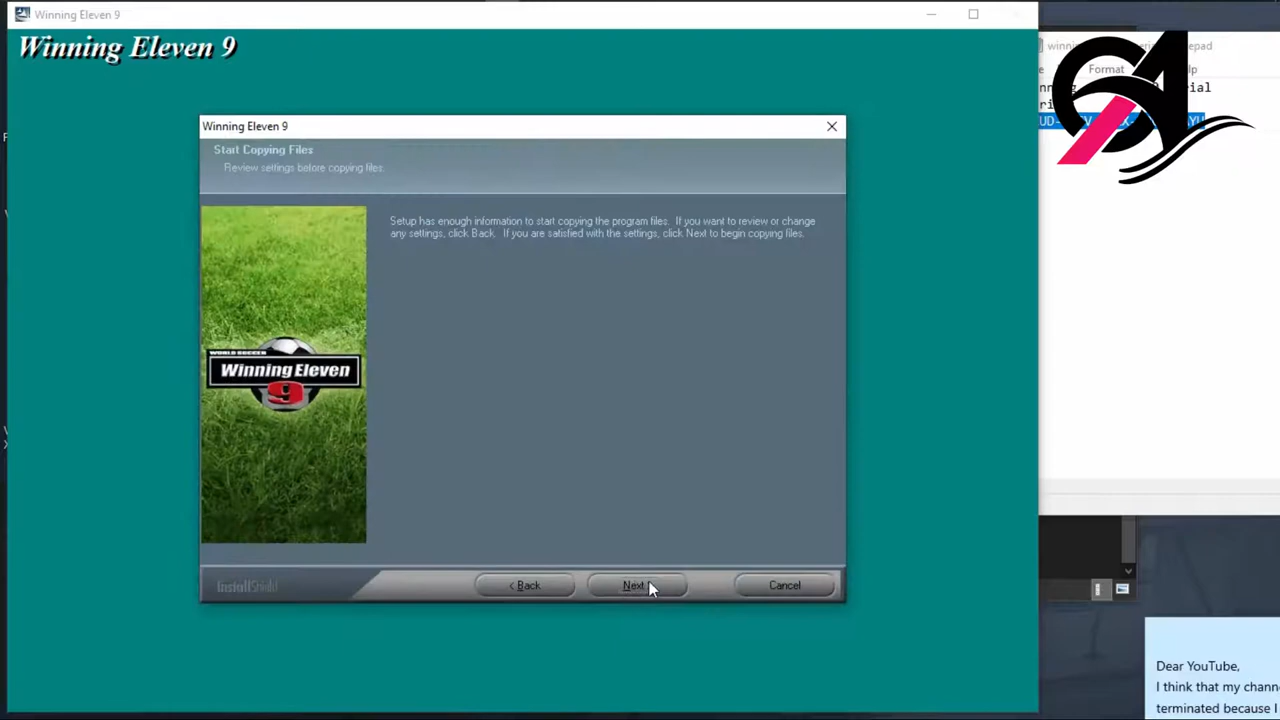 Winning Eleven 9
Winning Eleven 9
Format
Winning Eleven 9
Start Copying Files
Review settings before copying files.
Setup has enough information to start copying the program files. If you want to review or change
any settings, click Back. If you are satisfied with the settings, click Next to begin copying files.
WORLD SOCCER
Winning Eleven
9
InstallShield
< Back
Next
Cancel
Dear YouTube,
I think that my
terminated because I